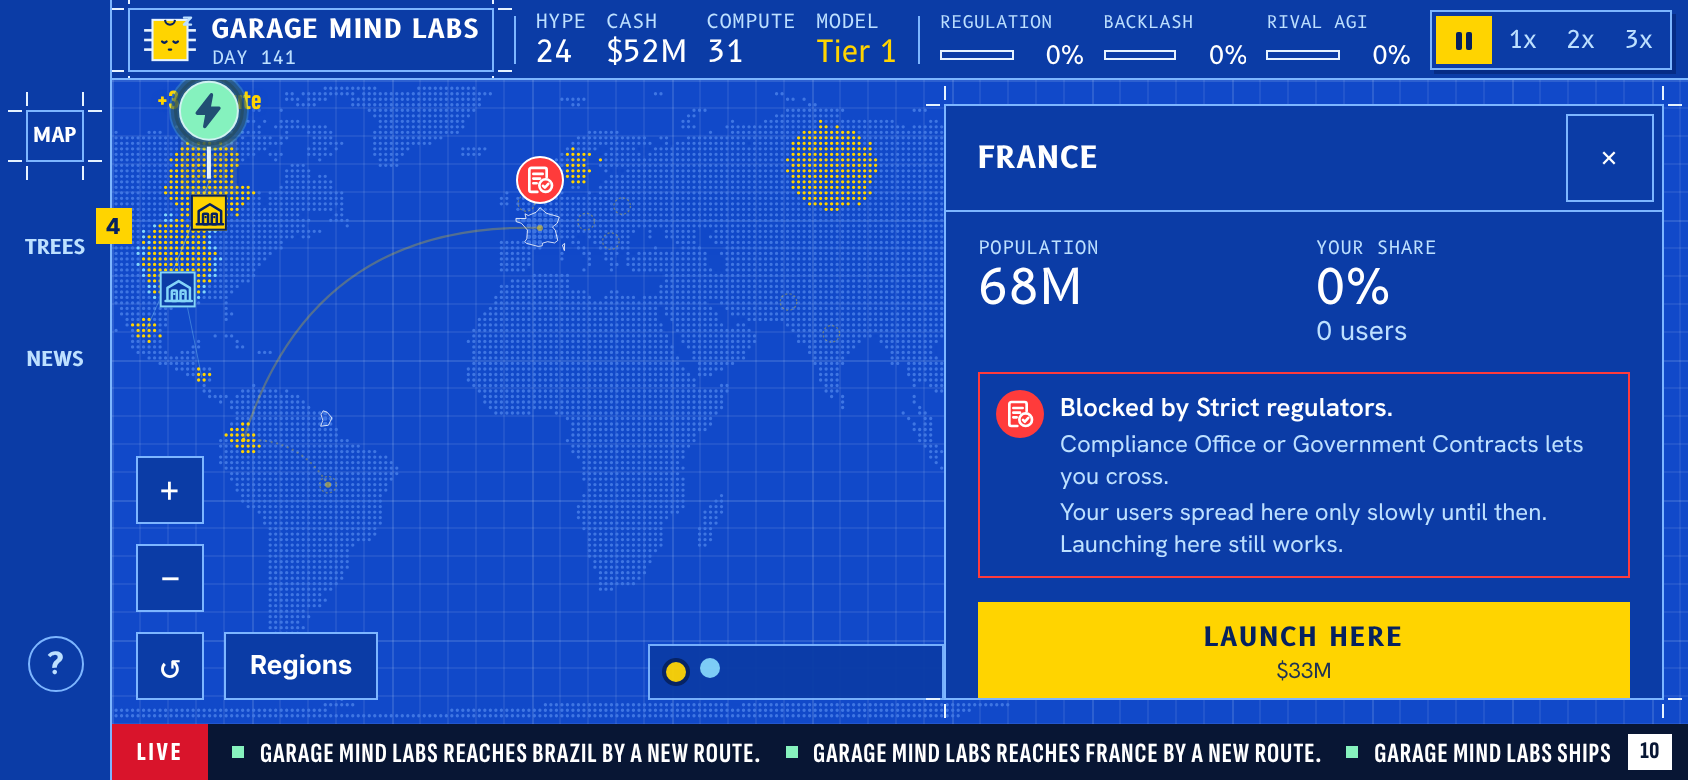 GARAGE MIND LABS
DAY 141
HYPE
24
CASH
$52M
COMPUTE
31
MODEL
Tier 1
REGULATION
0%
BACKLASH
0%
RIVAL AGI
0%
1x
2x
3x
MAP
4
TREES
NEWS
?
+
−
↺
Regions
FRANCE
×
POPULATION
68M
YOUR SHARE
0%
0 users
Blocked by Strict regulators.
Compliance Office or Government Contracts lets
you cross.
Your users spread here only slowly until then.
Launching here still works.
LAUNCH HERE
$33M
LIVE
GARAGE MIND LABS REACHES BRAZIL BY A NEW ROUTE. GARAGE MIND LABS REACHES FRANCE BY A NEW ROUTE. GARAGE MIND LABS SHIPS
10